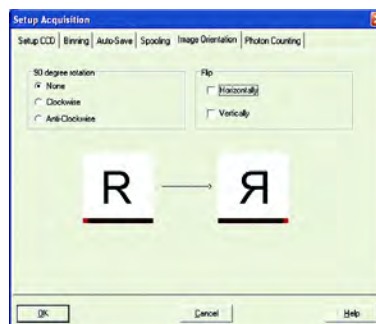 Setup Acquisition
Setup CCD Binning Auto-Save Spooling Image Orientation Photon Counting
90 degree rotation
None
Clockwise
Anti-Clockwise
Flip
Horizontally
Vertically
R Я
OK Cancel Help